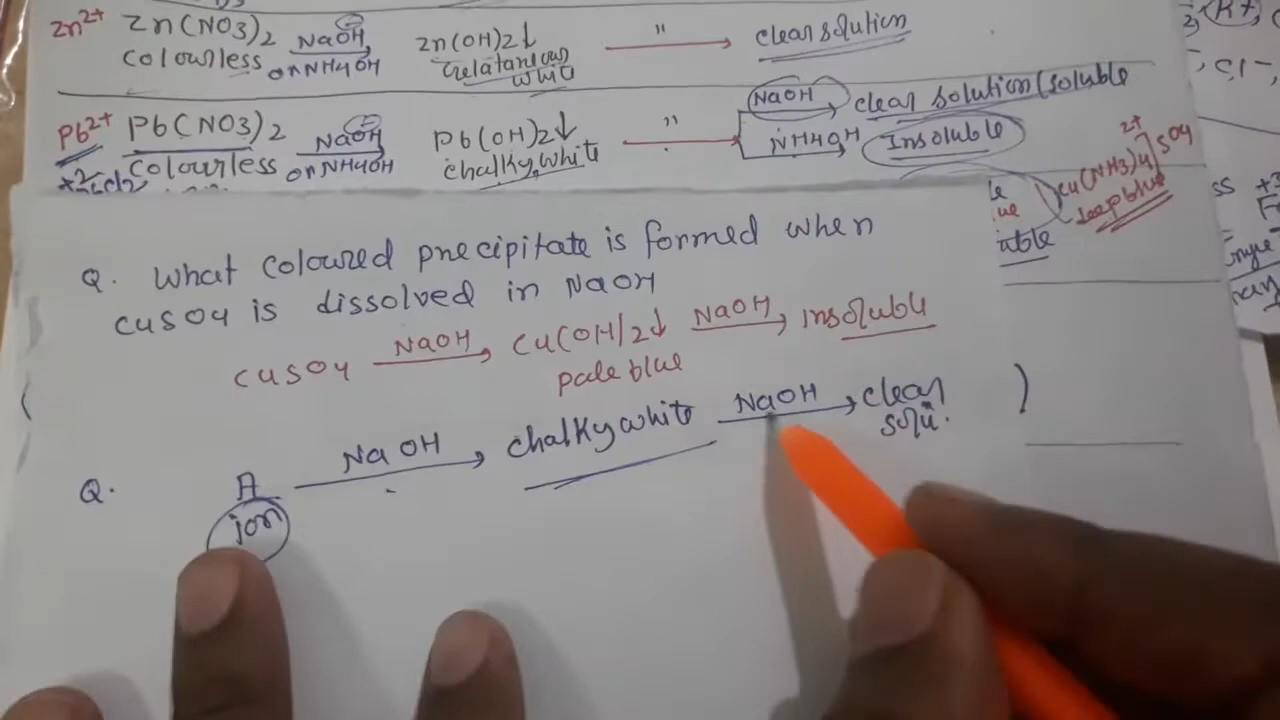 Zn2+ Zn(NO3)2 NaOH Zn(OH)2↓ " clear solution
colourless or NH4OH Gelatanious
white
Pb2+ Pb(NO3)2 NaOH Pb(OH)2↓ " NaOH clear solution (soluble
colourless or NH4OH chalky white NH4OH Insoluble
Cu(NH3)4]2+ SO4
deep blue
Q. What coloured precipitate is formed when
CuSO4 is dissolved in NaOH
CuSO4 NaOH Cu(OH)2↓ NaOH insoluble
pale blue
Q. A NaOH chalky white NaOH clear
ion solu.